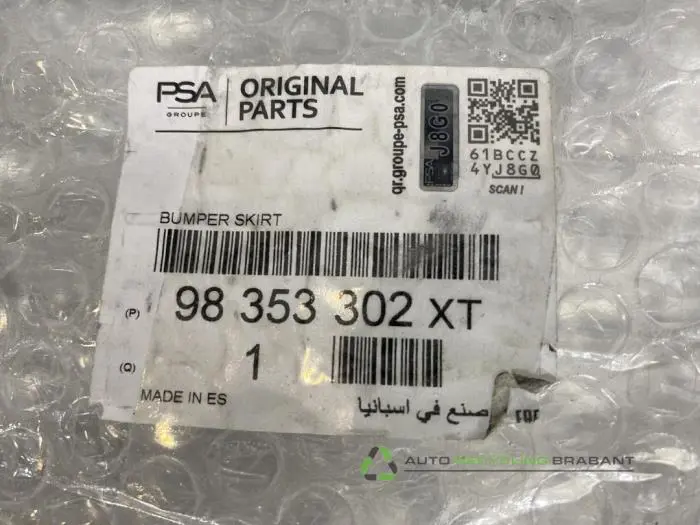 PSA
GROUPE
ORIGINAL
PARTS
qr.groupe-psa.com
PSA J8G0
61BCCZ
4YJ8G0
SCAN!
BUMPER SKIRT
(P) 98 353 302 XT
(Q) 1
MADE IN ES
صنع في اسبانيا
AUTO RECYCLING BRABANT